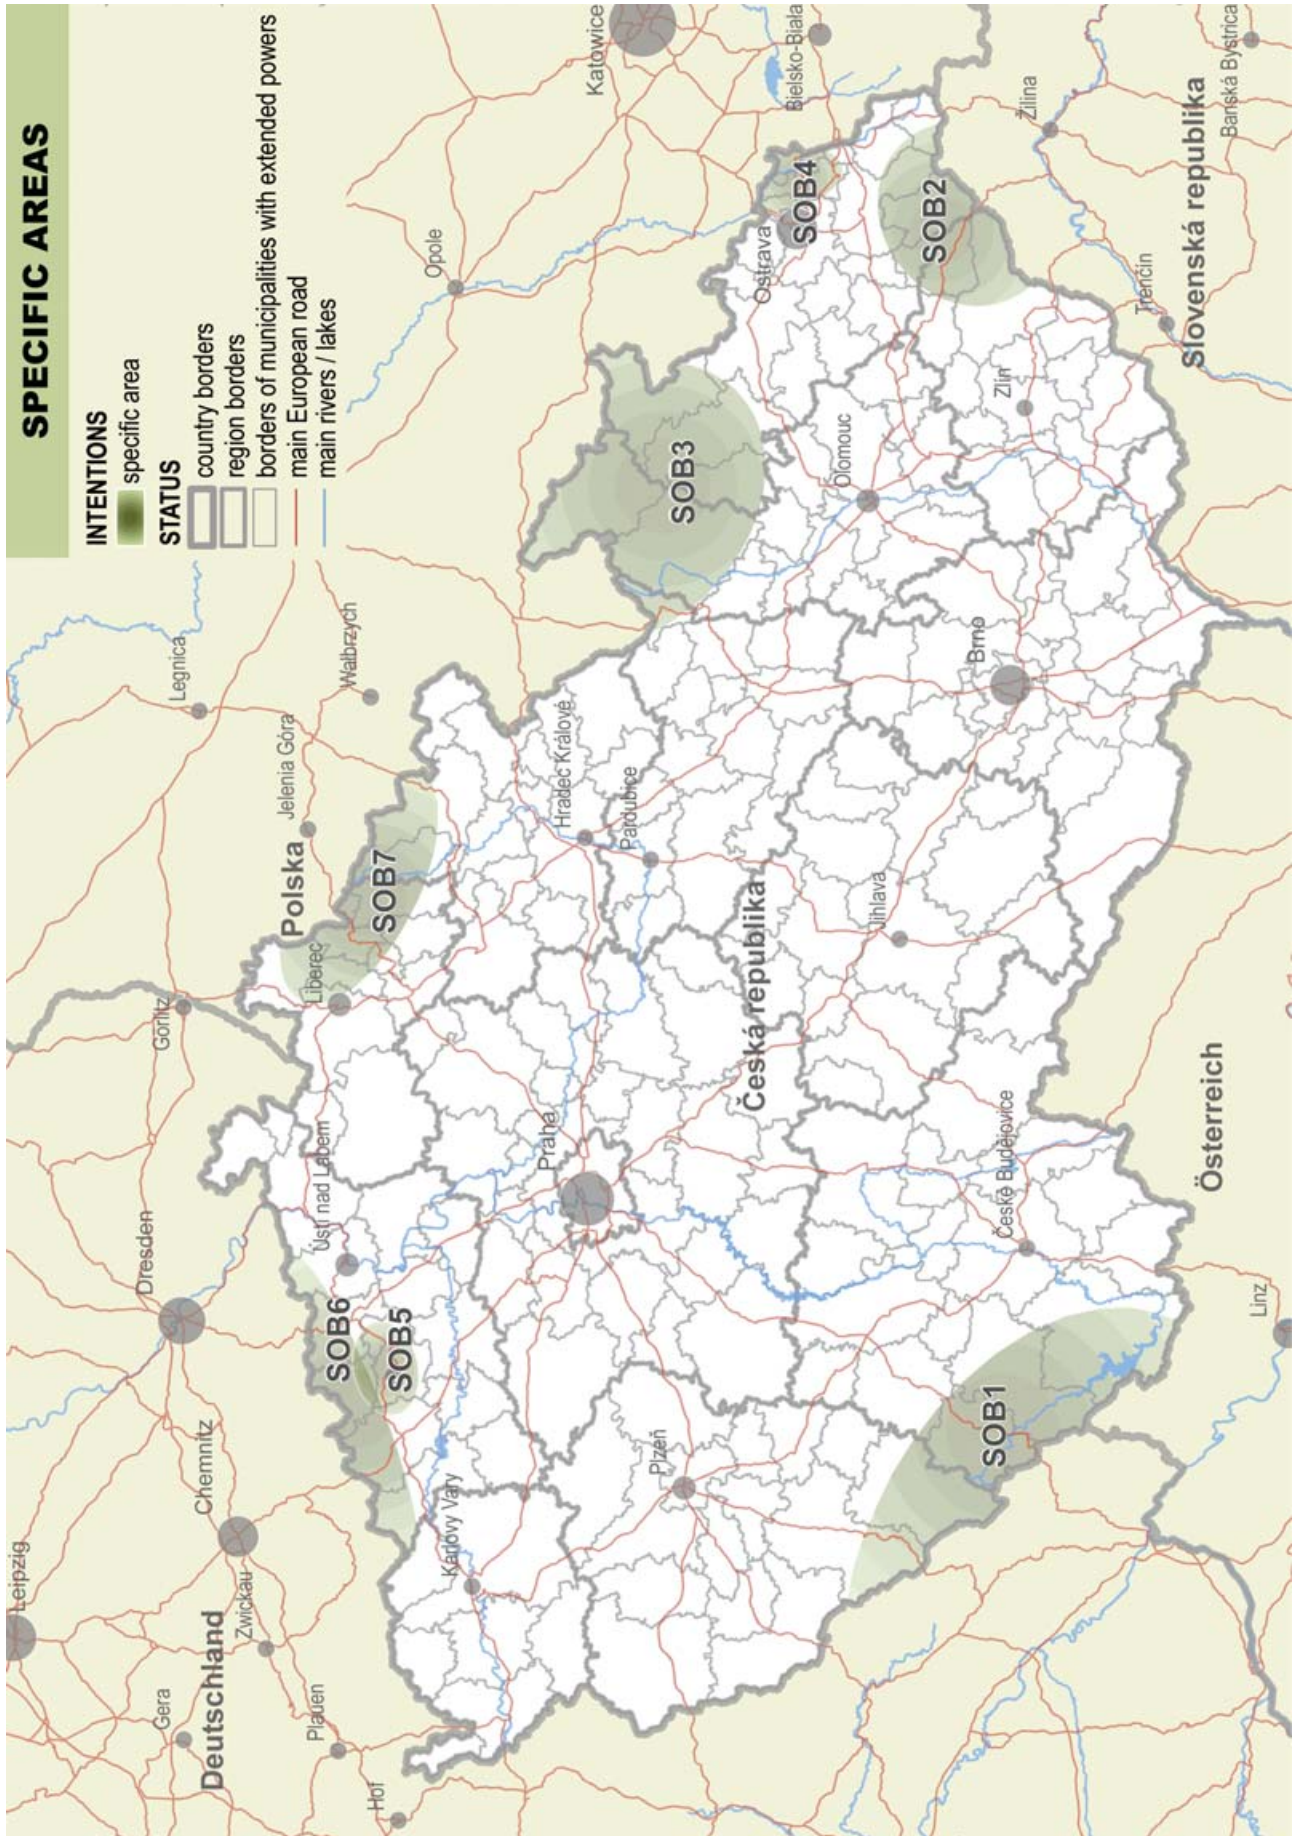 SPECIFIC AREAS
INTENTIONS
specific area
STATUS
country borders
region borders
borders of municipalities with extended powers
main European road
main rivers / lakes
Leipzig
Gera
Deutschland
Zwickau
Chemnitz
Dresden
Görlitz
Legnica
Plauen
Hof
Polska
Jelenia Góra
Wałbrzych
Opole
Katowice
Bielsko-Biała
Liberec
Ústí nad Labem
SOB6
SOB5
SOB7
Karlovy Vary
Praha
Hradec Králové
Pardubice
SOB3
Ostrava
SOB4
Plzeň
Česká republika
Jihlava
Olomouc
SOB2
Žilina
SOB1
České Budějovice
Brno
Zlín
Trenčín
Slovenská republika
Banská Bystrica
Österreich
Linz